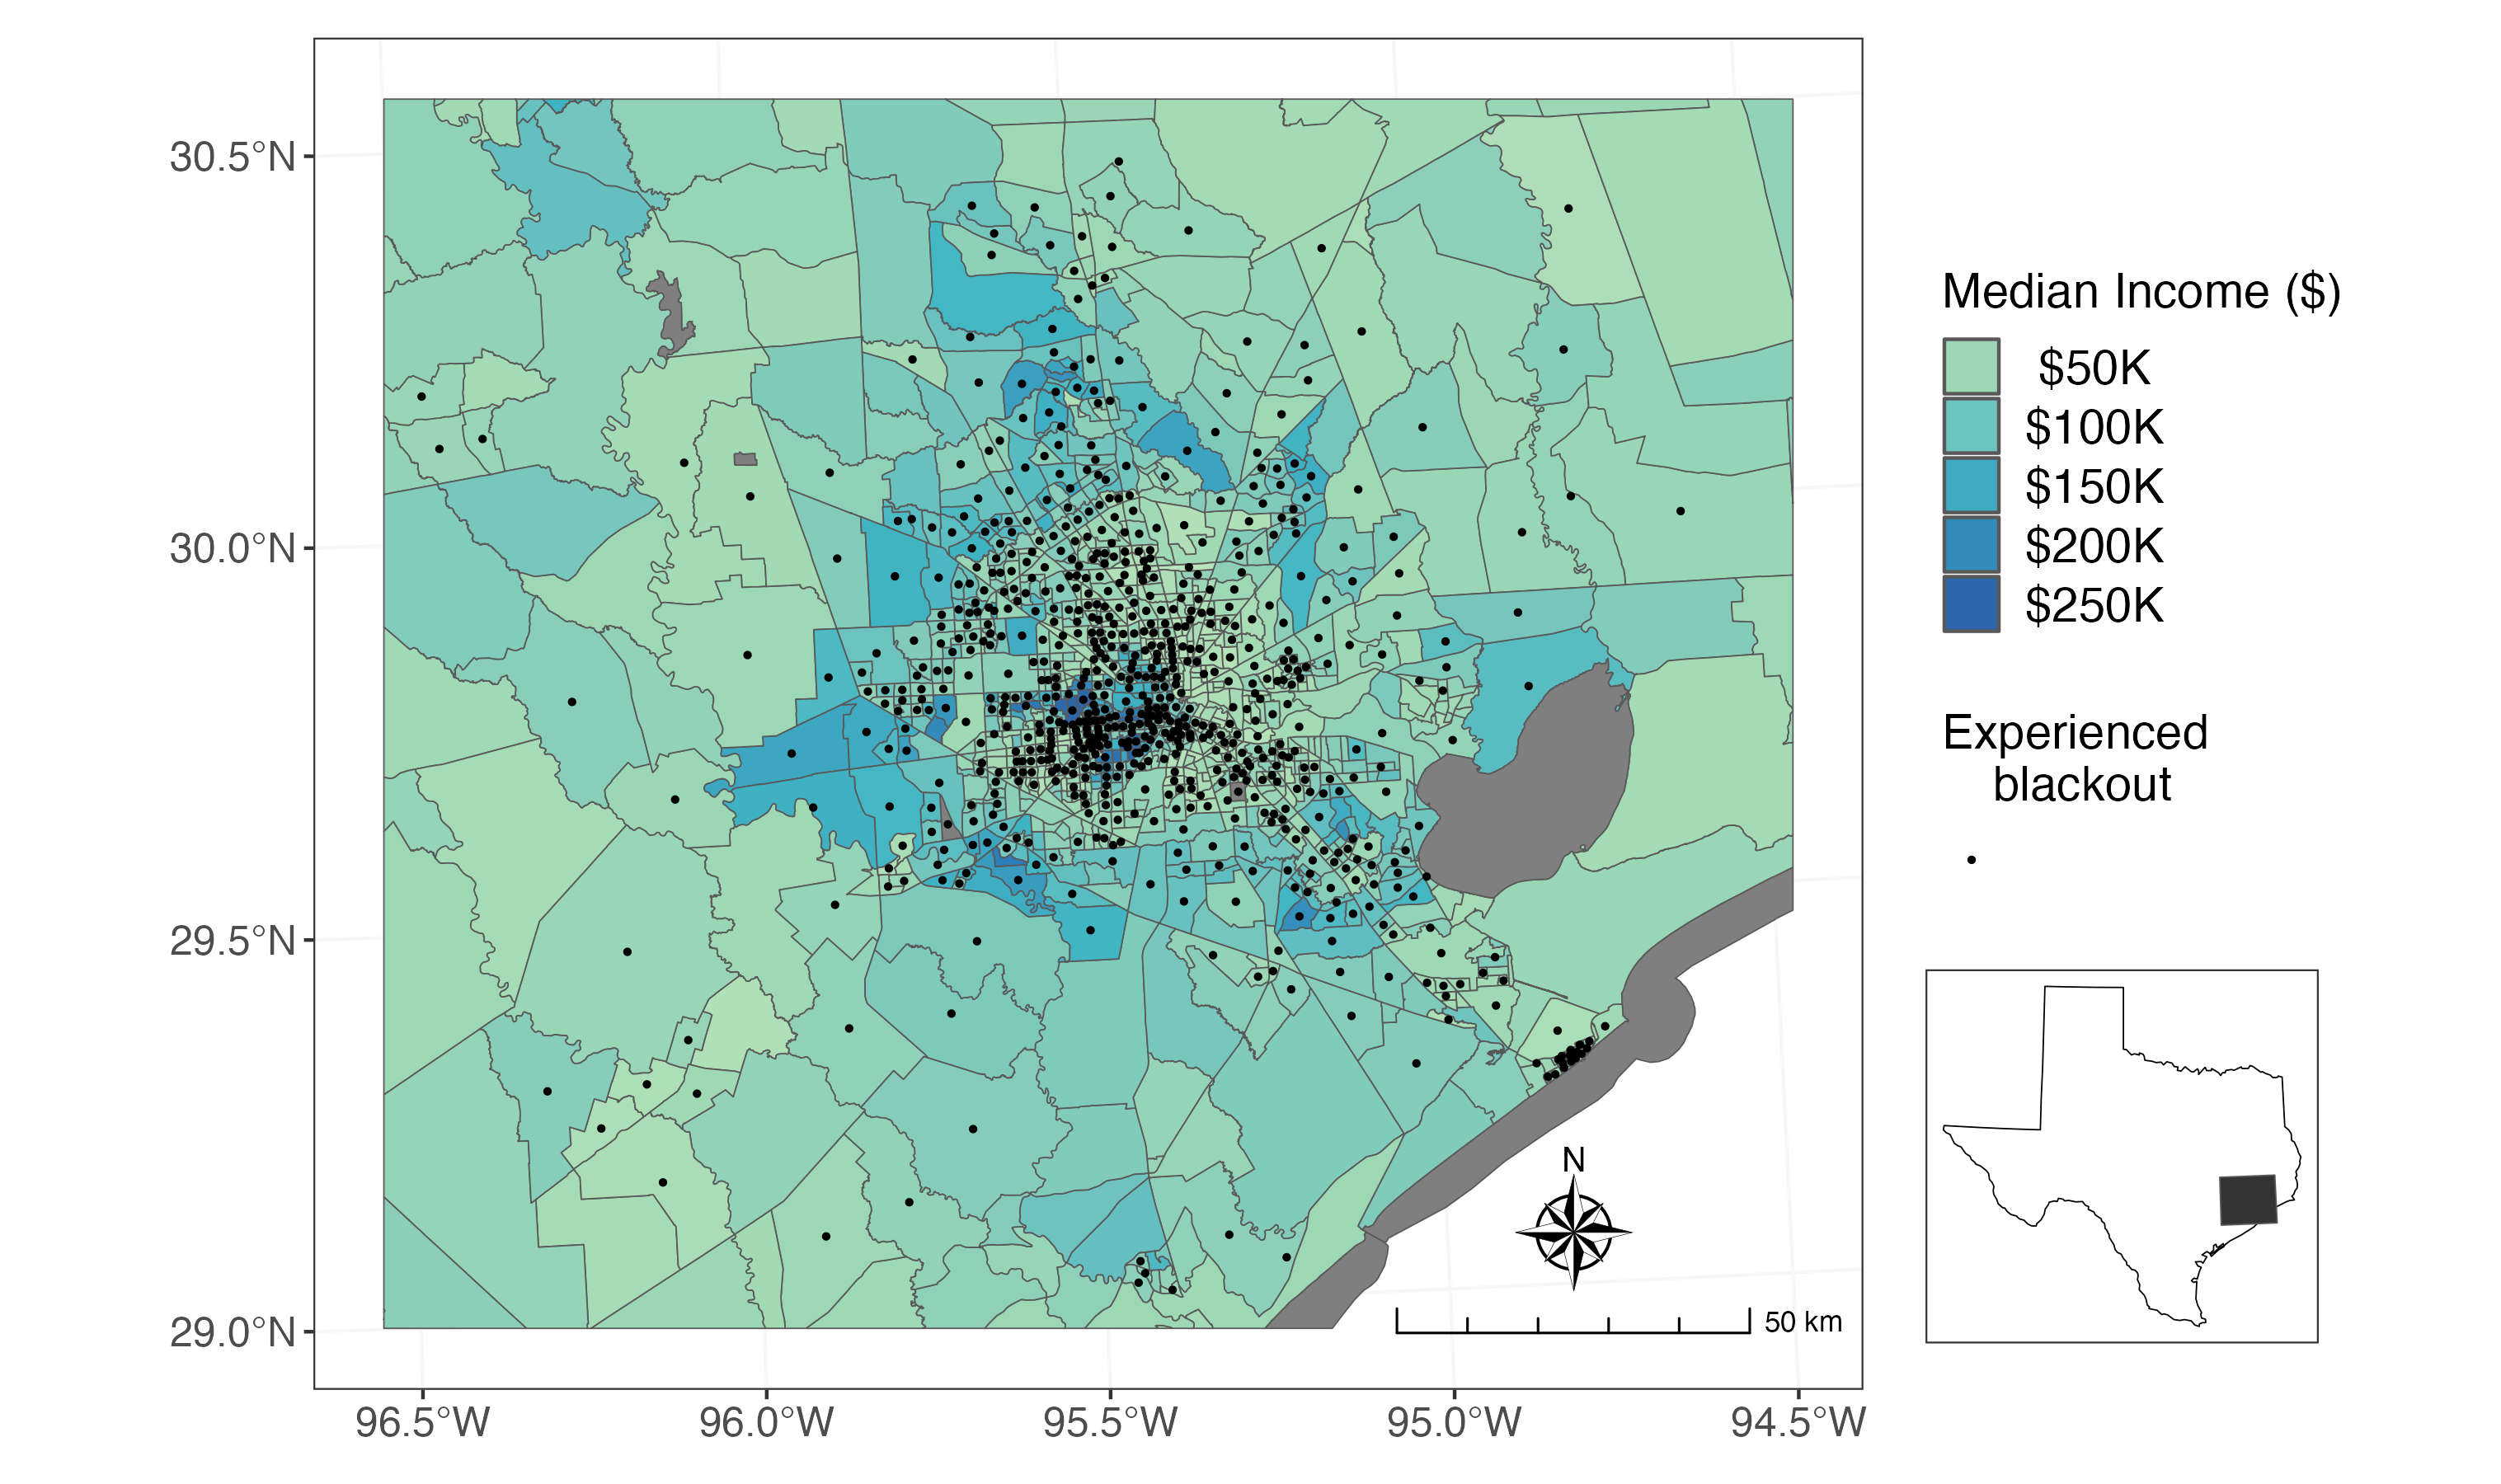 30.5°N
30.0°N
29.5°N
29.0°N
96.5°W
96.0°W
95.5°W
95.0°W
94.5°W
N
50 km
Median Income ($)
$50K
$100K
$150K
$200K
$250K
Experienced
blackout